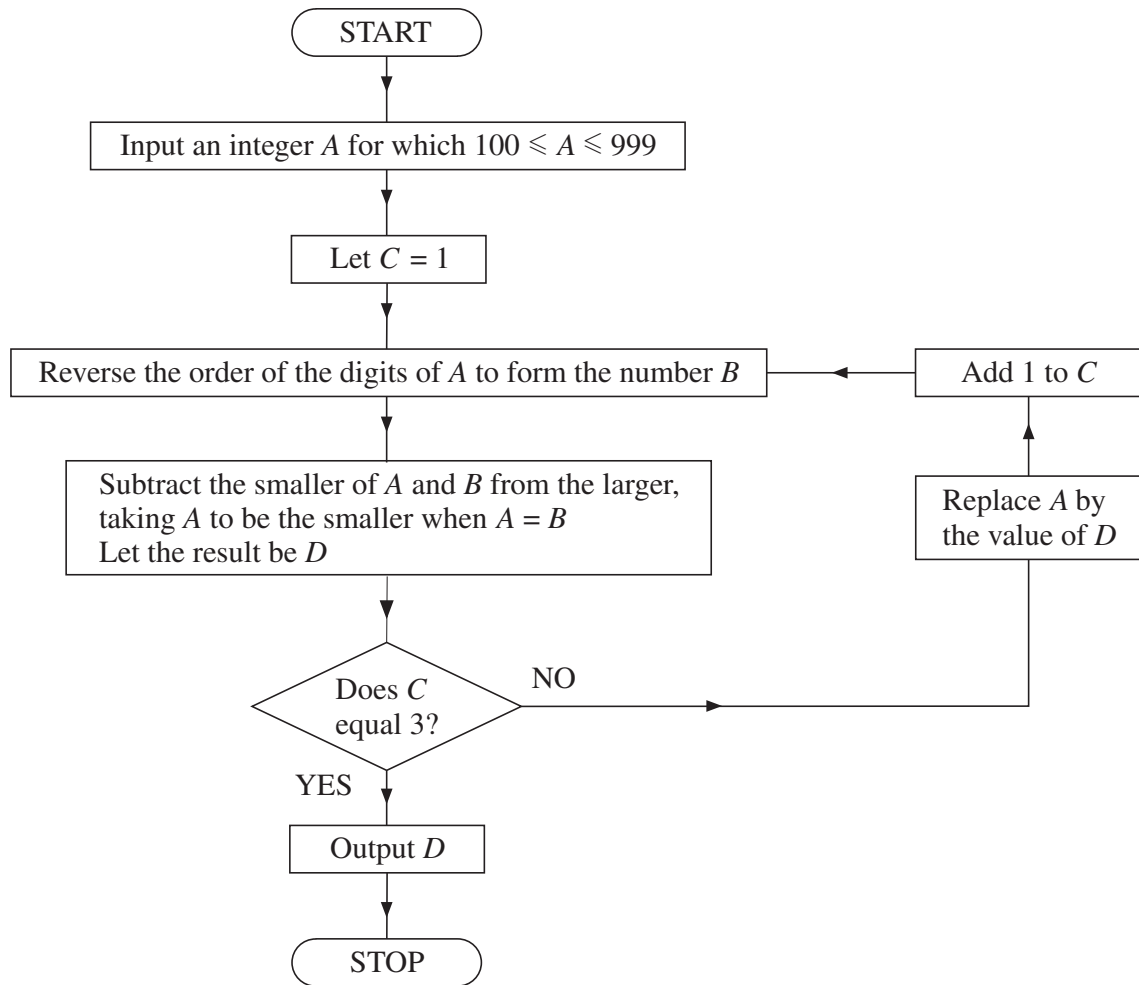 START
Input an integer A for which 100 ⩽ A ⩽ 999
Let C = 1
Reverse the order of the digits of A to form the number B
Add 1 to C
Subtract the smaller of A and B from the larger,
taking A to be the smaller when A = B
Let the result be D
Replace A by
the value of D
Does C
equal 3?
NO
YES
Output D
STOP